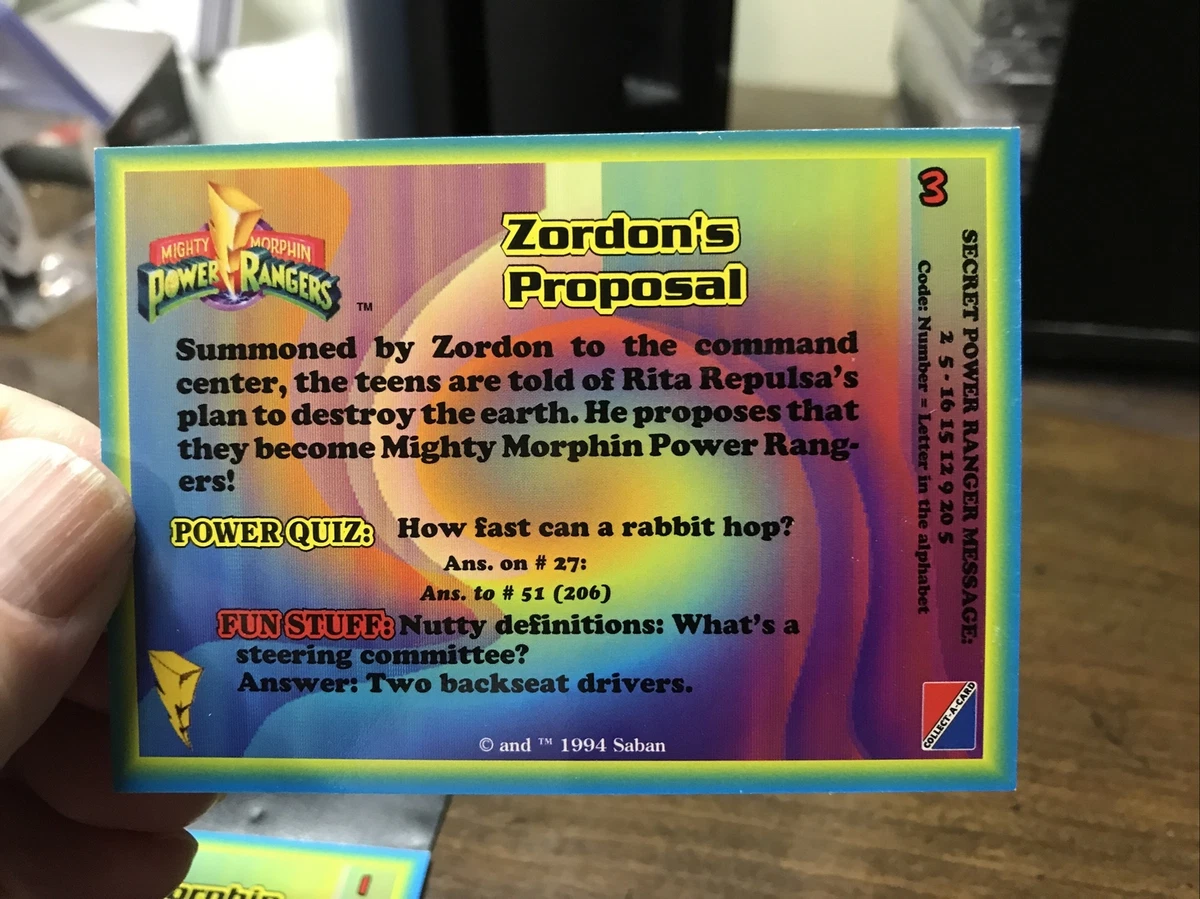 MIGHTY MORPHIN
POWER RANGERS
™
Zordon's
Proposal
Summoned by Zordon to the command
center, the teens are told of Rita Repulsa's
plan to destroy the earth. He proposes that
they become Mighty Morphin Power Rang-
ers!
POWER QUIZ: How fast can a rabbit hop?
Ans. on # 27:
Ans. to # 51 (206)
FUN STUFF: Nutty definitions: What's a
steering committee?
Answer: Two backseat drivers.
© and ™ 1994 Saban
3
SECRET POWER RANGER MESSAGE:
2 5 - 16 15 12 9 20 5
Code: Number = Letter in the alphabet
COLLECT-A-CARD
1